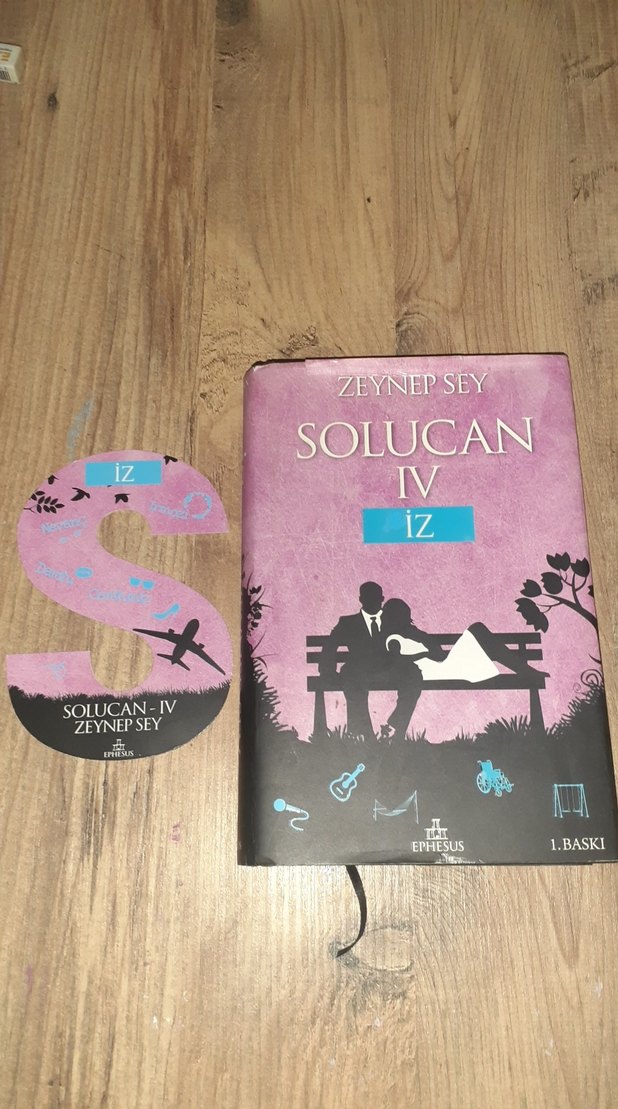 İZ
SOLUCAN - IV
ZEYNEP SEY
EPHESUS
ZEYNEP SEY
SOLUCAN
IV
İZ
EPHESUS
1. BASKI